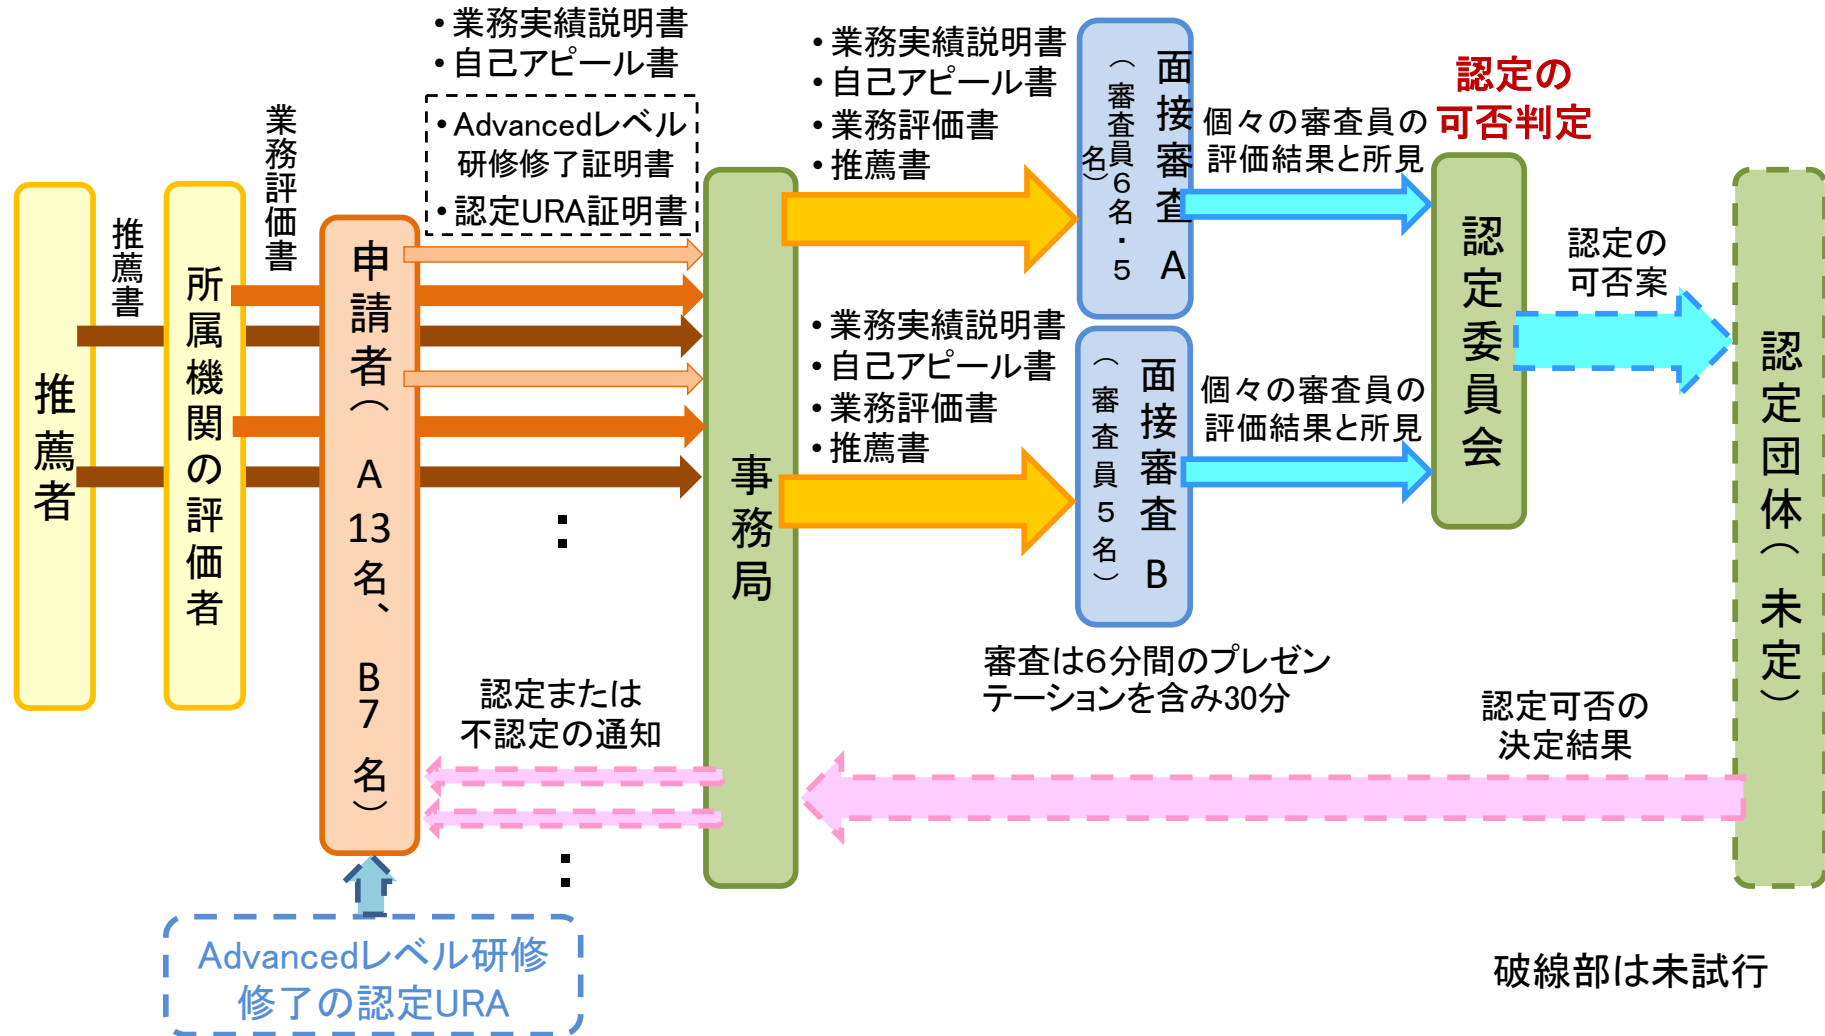 ・業務実績説明書
・自己アピール書
・Advancedレベル
研修修了証明書
・認定URA証明書
業務評価書
推薦書
推薦者
所属機関の評価者
申請者（A 13名、B 7名）
：
事務局
・業務実績説明書
・自己アピール書
・業務評価書
・推薦書
面接審査 A
（審査員６名・５名）
個々の審査員の
評価結果と所見
認定の
可否判定
・業務実績説明書
・自己アピール書
・業務評価書
・推薦書
面接審査 B
（審査員５名）
個々の審査員の
評価結果と所見
認定委員会
認定の
可否案
認定団体（未定）
審査は６分間のプレゼン
テーションを含み30分
認定または
不認定の通知
：
認定可否の
決定結果
Advancedレベル研修
修了の認定URA
破線部は未試行